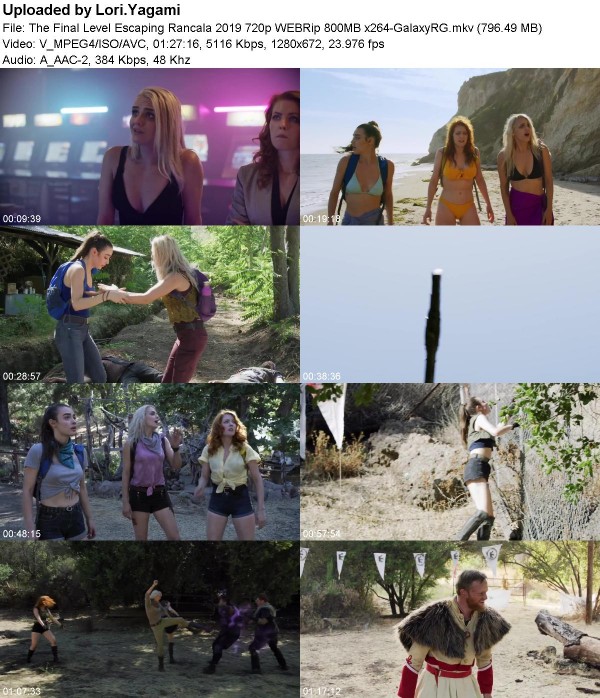 Uploaded by Lori.Yagami
File: The Final Level Escaping Rancala 2019 720p WEBRip 800MB x264-GalaxyRG.mkv (796.49 MB)
Video: V_MPEG4/ISO/AVC, 01:27:16, 5116 Kbps, 1280x672, 23.976 fps
Audio: A_AAC-2, 384 Kbps, 48 Khz
00:09:39
00:19:18
00:28:57
00:38:36
00:48:15
00:57:54
01:07:33
01:17:12